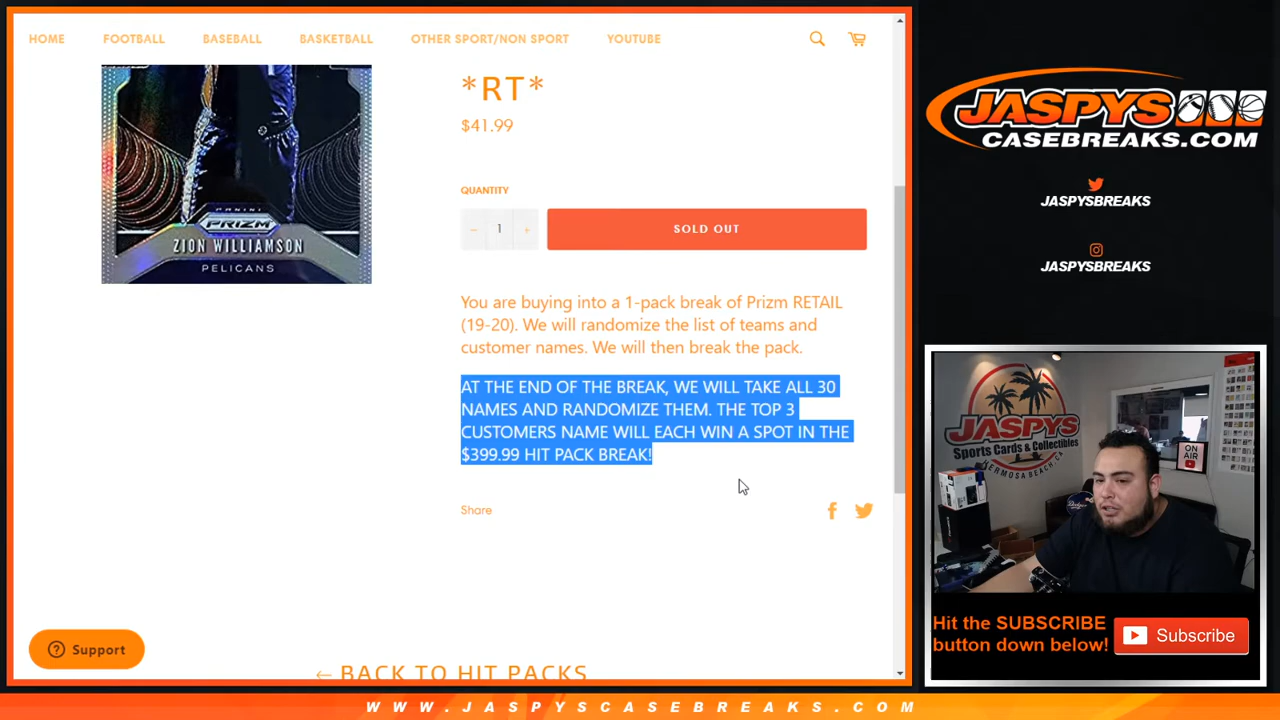 HOME
FOOTBALL
BASEBALL
BASKETBALL
OTHER SPORT/NON SPORT
YOUTUBE
PANINI
PRIZM
ZION WILLIAMSON
PELICANS
*RT*
$41.99
QUANTITY
− 1 +
SOLD OUT
You are buying into a 1-pack break of Prizm RETAIL
(19-20). We will randomize the list of teams and
customer names. We will then break the pack.
AT THE END OF THE BREAK, WE WILL TAKE ALL 30
NAMES AND RANDOMIZE THEM. THE TOP 3
CUSTOMERS NAME WILL EACH WIN A SPOT IN THE
$399.99 HIT PACK BREAK!
Share
Support
← BACK TO HIT PACKS
JASPYS
CASEBREAKS.COM
JASPYSBREAKS
JASPYSBREAKS
JASPYS
Sports Cards & Collectibles
HERMOSA BEACH, CA
ON
AIR
Dodgers
Hit the SUBSCRIBE
button down below!
Subscribe
WWW.JASPYSCASEBREAKS.COM